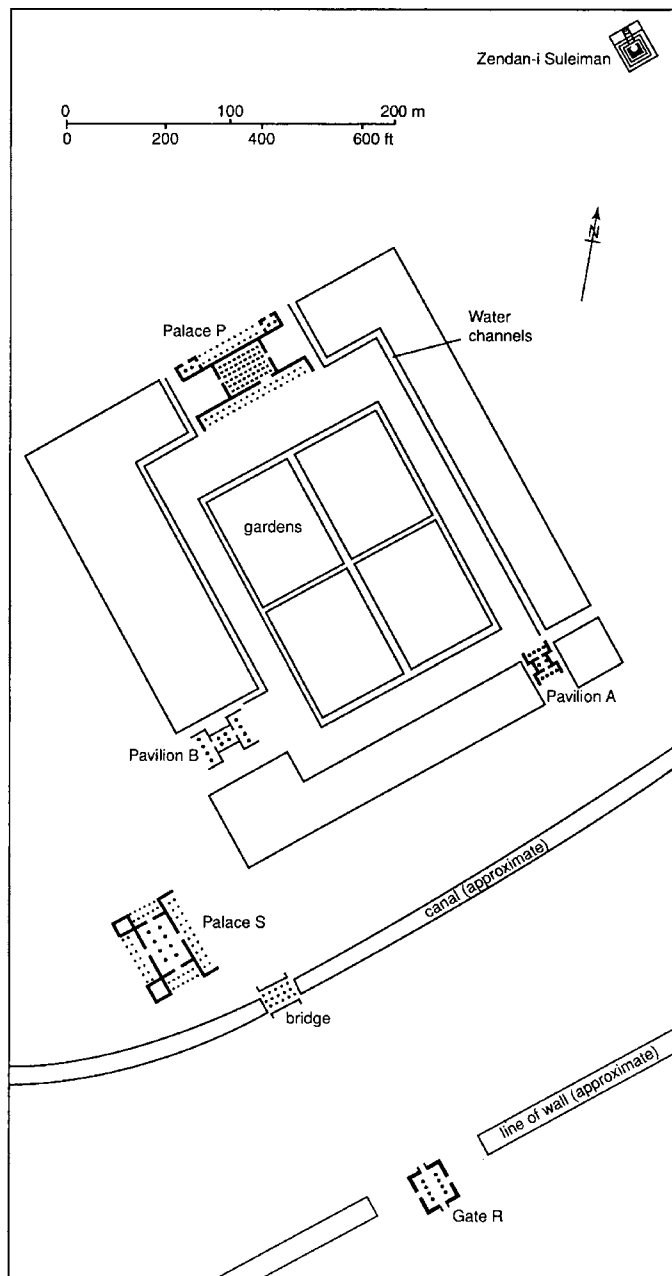 Zendan-i Suleiman
0 100 200 m
0 200 400 600 ft
N
Palace P
Water
channels
gardens
Pavilion A
Pavilion B
canal (approximate)
Palace S
bridge
line of wall (approximate)
Gate R